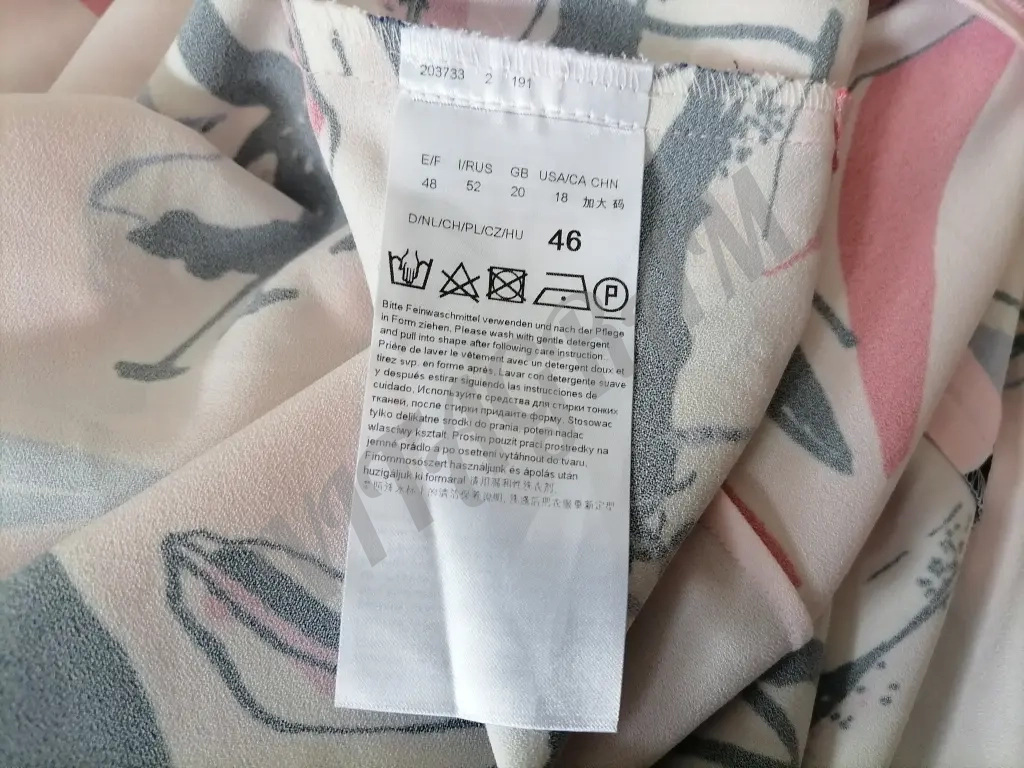 203733 2 191
E/F I/RUS GB USA/CA CHN
48 52 20 18 加大 码
D/NL/CH/PL/CZ/HU 46
P
Bitte Feinwaschmittel verwenden und nach der Pflege
in Form ziehen. Please wash with gentle detergent
and pull into shape after following care instruction.
Prière de laver le vêtement avec un detergent doux et
tirez svp. en forme après. Lavar con detergente suave
y después estirar siguiendo las instrucciones de
cuidado. Используйте средства для стирки тонких
тканей, после стирки придайте форму. Stosowac
tylko delikatne srodki do prania, potem nadac
wlasciwy ksztalt. Prosim pouzit praci prostredky na
jemné prádlo a po osetreni vytáhnout do tvaru.
Finommosószert használjunk és ápolás után
huzigáljuk ki formára! 请用